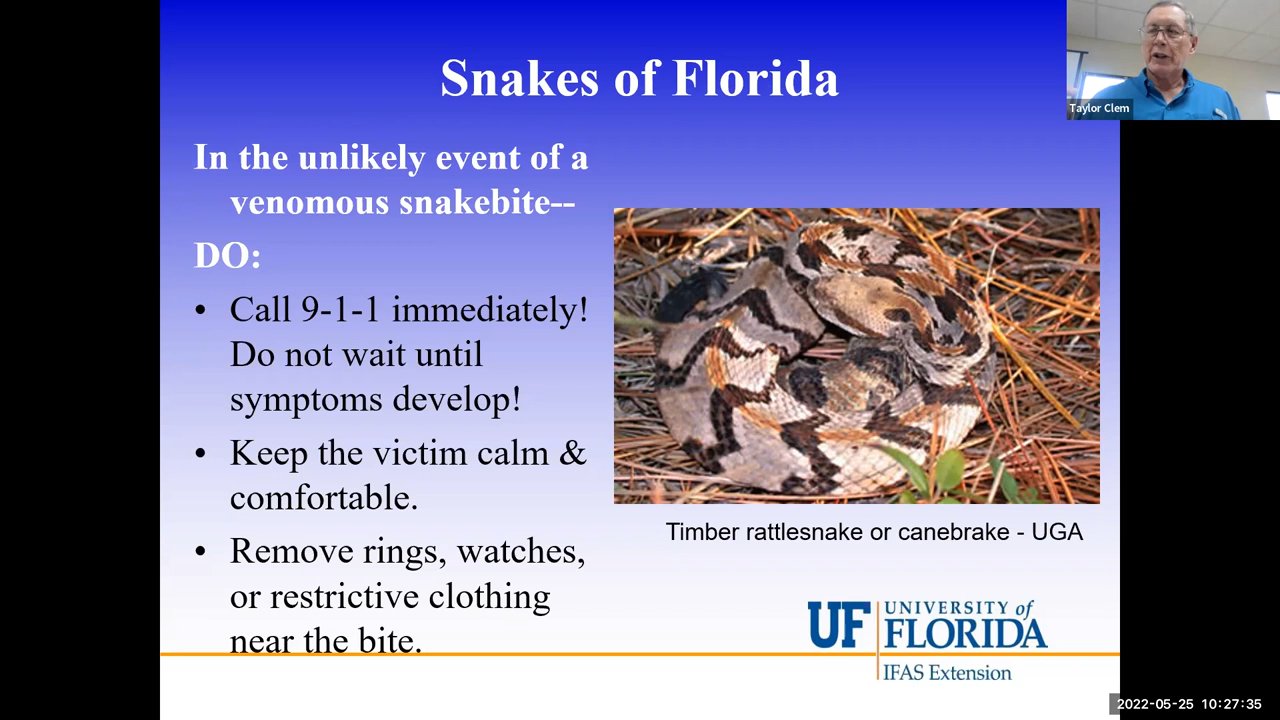 Snakes of Florida
Taylor Clem
In the unlikely event of a
venomous snakebite--
DO:
• Call 9-1-1 immediately!
Do not wait until
symptoms develop!
• Keep the victim calm &
comfortable.
• Remove rings, watches,
or restrictive clothing
near the bite.
Timber rattlesnake or canebrake - UGA
UF UNIVERSITY of
FLORIDA
IFAS Extension
2022-05-25 10:27:35